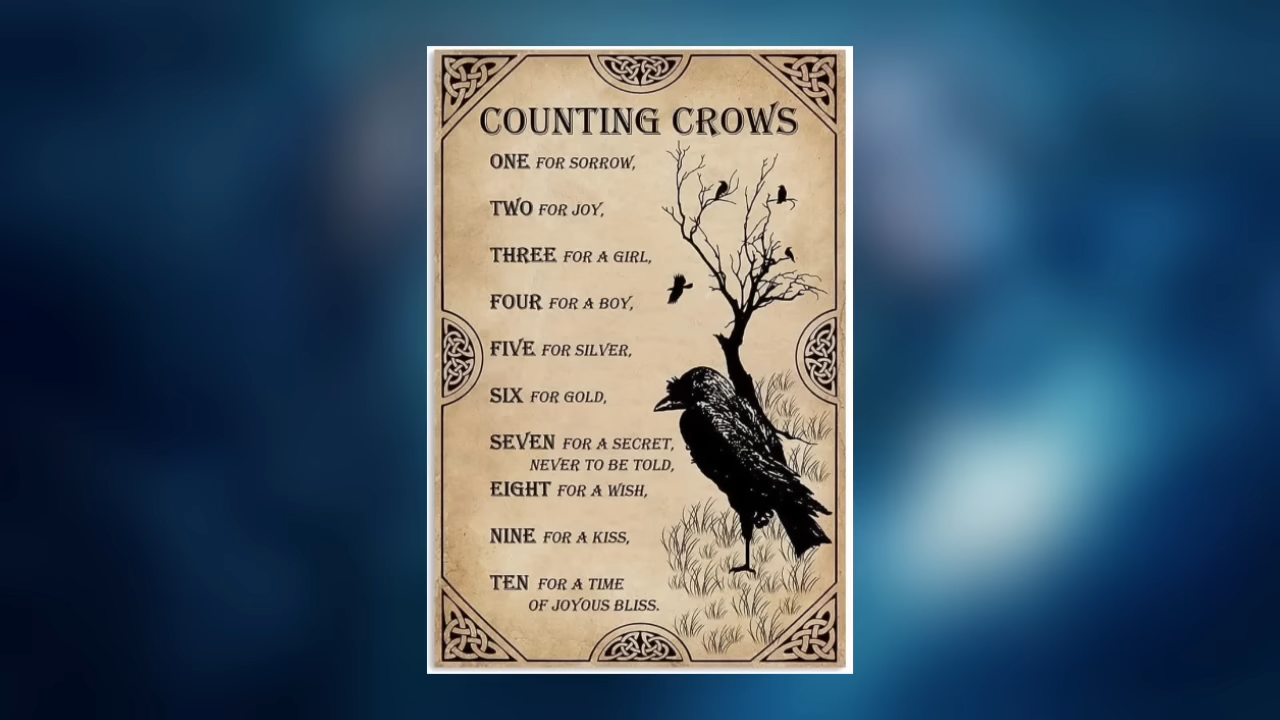 COUNTING CROWS
ONE FOR SORROW,
TWO FOR JOY,
THREE FOR A GIRL,
FOUR FOR A BOY,
FIVE FOR SILVER,
SIX FOR GOLD,
SEVEN FOR A SECRET,
NEVER TO BE TOLD,
EIGHT FOR A WISH,
NINE FOR A KISS,
TEN FOR A TIME
OF JOYOUS BLISS.